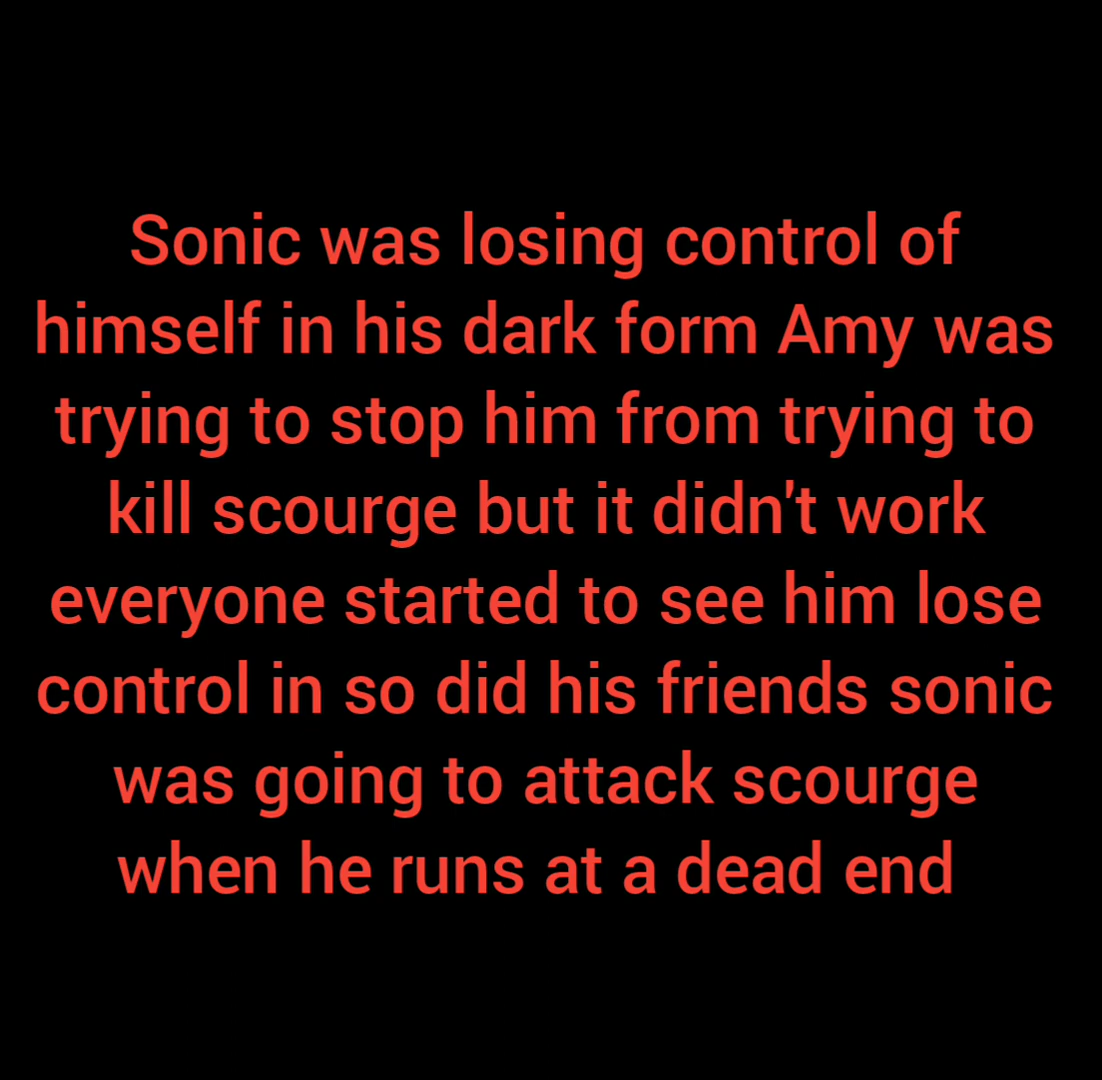 Sonic was losing control of
himself in his dark form Amy was
trying to stop him from trying to
kill scourge but it didn't work
everyone started to see him lose
control in so did his friends sonic
was going to attack scourge
when he runs at a dead end